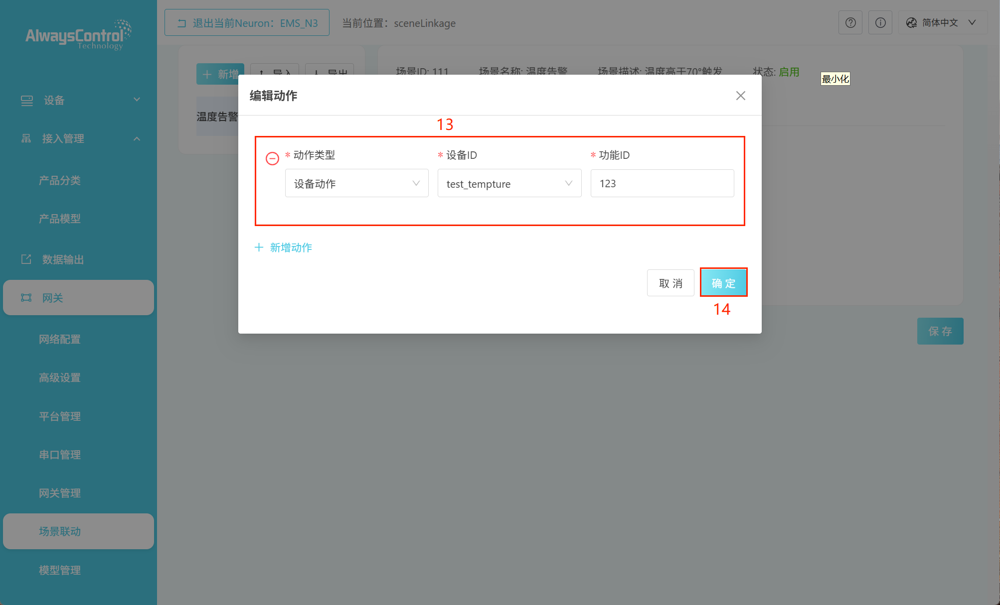 AlwaysControl
Technology
退出当前Neuron：EMS_N3
当前位置：sceneLinkage
简体中文
设备
接入管理
产品分类
产品模型
数据输出
网关
网络配置
高级设置
平台管理
串口管理
网关管理
场景联动
模型管理
新增
导入
导出
温度告警
场景ID: 111
场景名称: 温度告警
场景描述: 温度高于70°触发
状态: 启用
最小化
编辑动作
13
* 动作类型
* 设备ID
* 功能ID
设备动作
test_tempture
123
新增动作
取 消
确 定
14
保 存